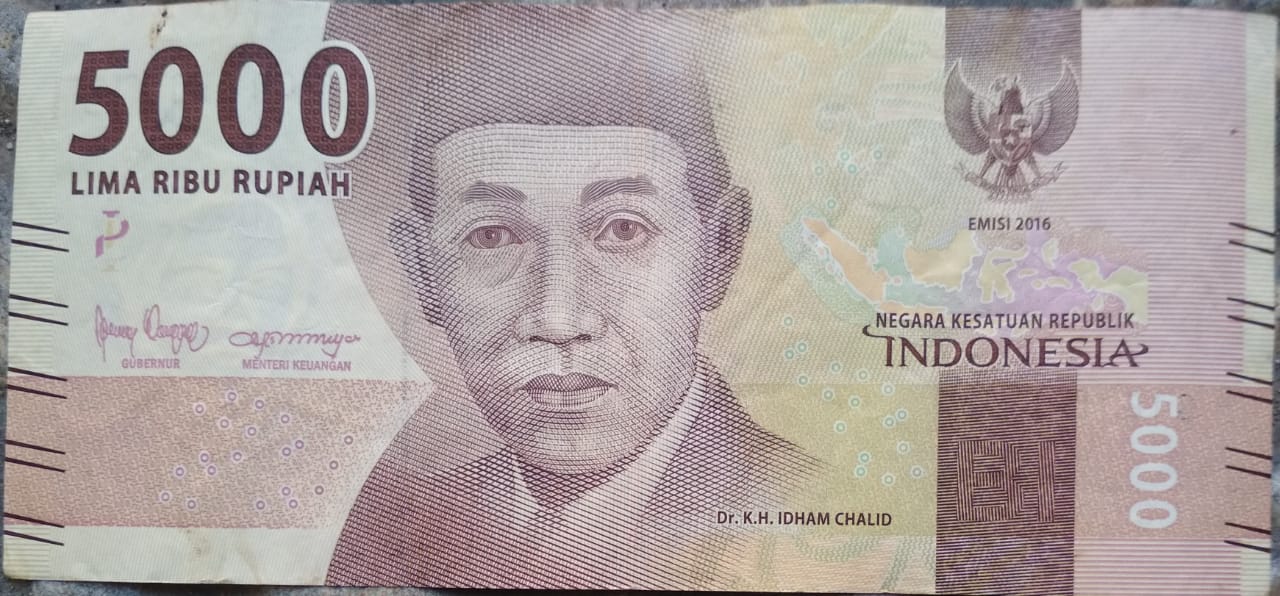 5000
LIMA RIBU RUPIAH
GUBERNUR
MENTERI KEUANGAN
EMISI 2016
NEGARA KESATUAN REPUBLIK
INDONESIA
5000
Dr. K.H. IDHAM CHALID